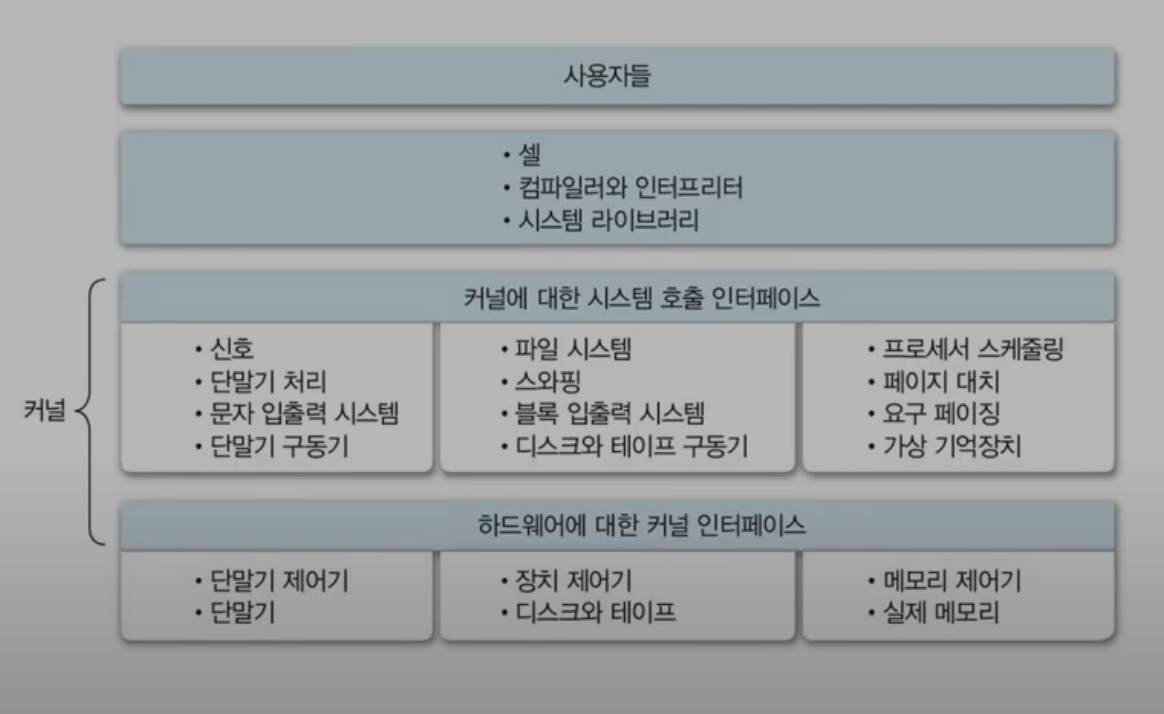 사용자들
• 셸
• 컴파일러와 인터프리터
• 시스템 라이브러리
커널
커널에 대한 시스템 호출 인터페이스
• 신호
• 단말기 처리
• 문자 입출력 시스템
• 단말기 구동기
• 파일 시스템
• 스와핑
• 블록 입출력 시스템
• 디스크와 테이프 구동기
• 프로세서 스케줄링
• 페이지 대치
• 요구 페이징
• 가상 기억장치
하드웨어에 대한 커널 인터페이스
• 단말기 제어기
• 단말기
• 장치 제어기
• 디스크와 테이프
• 메모리 제어기
• 실제 메모리